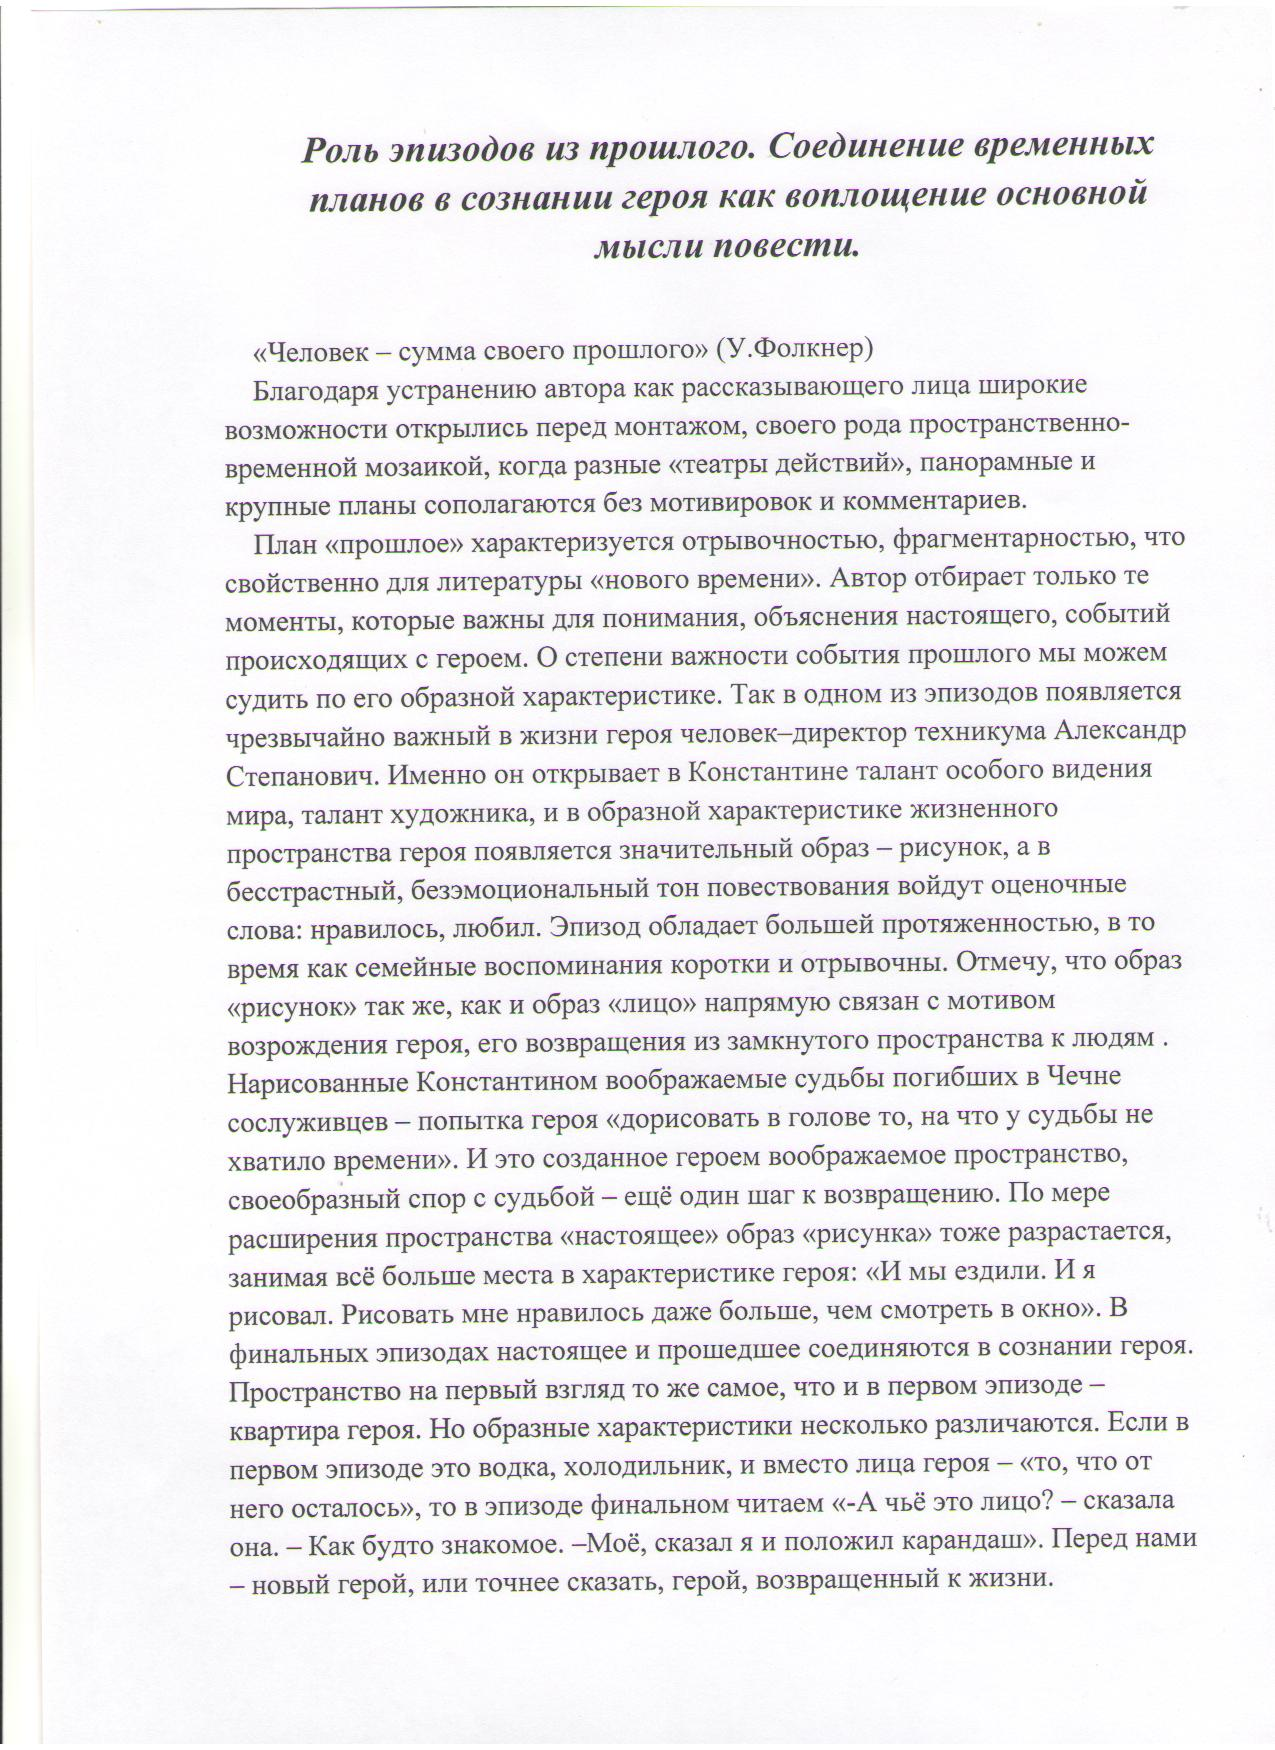 Роль эпизодов из прошлого. Соединение временных
планов в сознании героя как воплощение основной
мысли повести.
«Человек – сумма своего прошлого» (У.Фолкнер)
Благодаря устранению автора как рассказывающего лица широкие
возможности открылись перед монтажом, своего рода пространственно-
временной мозаикой, когда разные «театры действий», панорамные и
крупные планы сополагаются без мотивировок и комментариев.
План «прошлое» характеризуется отрывочностью, фрагментарностью, что
свойственно для литературы «нового времени». Автор отбирает только те
моменты, которые важны для понимания, объяснения настоящего, событий
происходящих с героем. О степени важности события прошлого мы можем
судить по его образной характеристике. Так в одном из эпизодов появляется
чрезвычайно важный в жизни героя человек–директор техникума Александр
Степанович. Именно он открывает в Константине талант особого видения
мира, талант художника, и в образной характеристике жизненного
пространства героя появляется значительный образ – рисунок, а в
бесстрастный, безэмоциональный тон повествования войдут оценочные
слова: нравилось, любил. Эпизод обладает большей протяженностью, в то
время как семейные воспоминания коротки и отрывочны. Отмечу, что образ
«рисунок» так же, как и образ «лицо» напрямую связан с мотивом
возрождения героя, его возвращения из замкнутого пространства к людям .
Нарисованные Константином воображаемые судьбы погибших в Чечне
сослуживцев – попытка героя «дорисовать в голове то, на что у судьбы не
хватило времени». И это созданное героем воображаемое пространство,
своеобразный спор с судьбой – ещё один шаг к возвращению. По мере
расширения пространства «настоящее» образ «рисунка» тоже разрастается,
занимая всё больше места в характеристике героя: «И мы ездили. И я
рисовал. Рисовать мне нравилось даже больше, чем смотреть в окно». В
финальных эпизодах настоящее и прошедшее соединяются в сознании героя.
Пространство на первый взгляд то же самое, что и в первом эпизоде –
квартира героя. Но образные характеристики несколько различаются. Если в
первом эпизоде это водка, холодильник, и вместо лица героя – «то, что от
него осталось», то в эпизоде финальном читаем «-А чьё это лицо? – сказала
она. – Как будто знакомое. –Моё, сказал я и положил карандаш». Перед нами
– новый герой, или точнее сказать, герой, возвращенный к жизни.